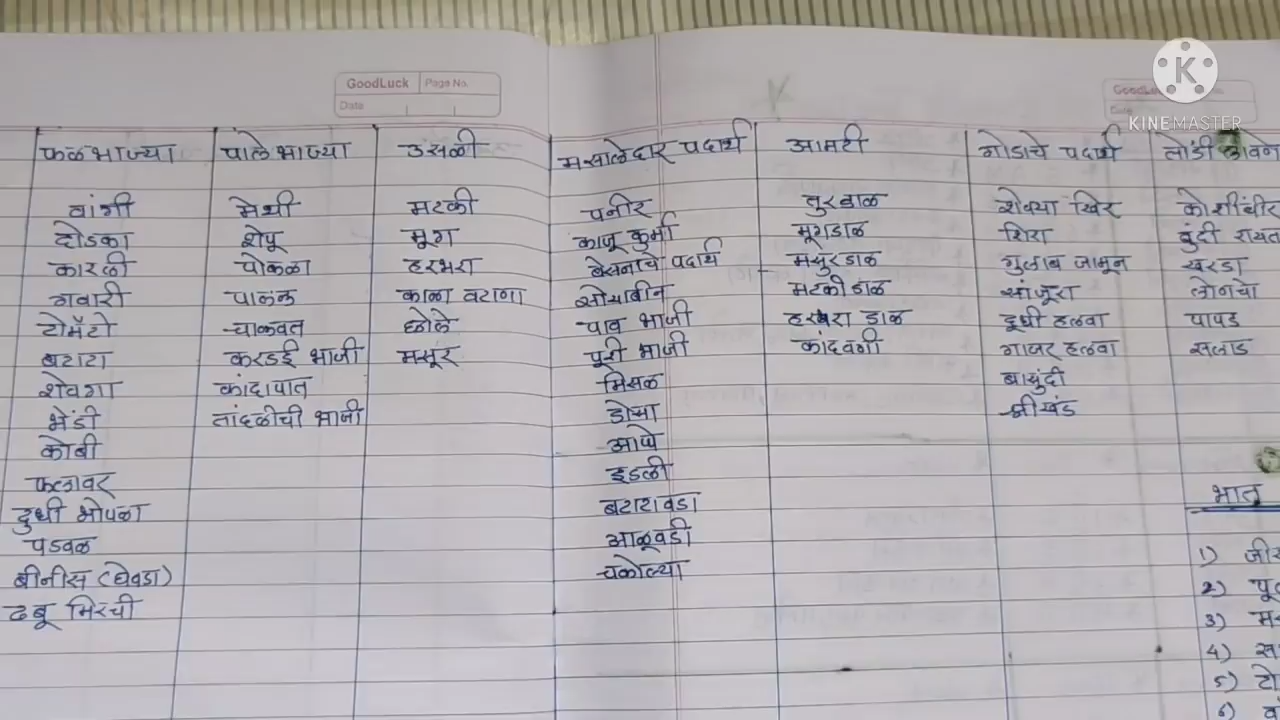 GoodLuck Page No.
Date
KINEMASTER
फळभाज्या पालेभाज्या उसळी मसालेदार पदार्थ आमटी गोडाचे पदार्थ तोंडी लावणे
वांगी मेथी मटकी पनीर तुरडाळ शेवया खिर कोशींबीर
दोडका शेपू मूग काजू कुर्मा मूगडाळ शिरा बुंदी रायत
कारली पोकळा हरभरा बेसनाचे पदार्थ मसुरडाळ गुलाब जामून खरडा
गवारी पालक काळा वटाणा सोयाबीन मटकीडाळ सांजूरा लोनचे
टोमॅटो चाकवत छोले पाव भाजी हरभरा डाळ दूधी हलवा पापड
बटाटा करडई भाजी मसूर पूरी भाजी कांदवणी गाजर हलवा सलाड
शेवगा कांदापात मिसळ बासुंदी
भेंडी तांदळीची भाजी डोसा श्रीखंड
कोबी आप्पे
फलावर इडली
दुधी भोपळा बटाटावडा भात
पडवळ आळूवडी 1)
बीनीस (घेवडा) चकोल्या 2)
ढबू मिरची 3)
4)
5)
6)